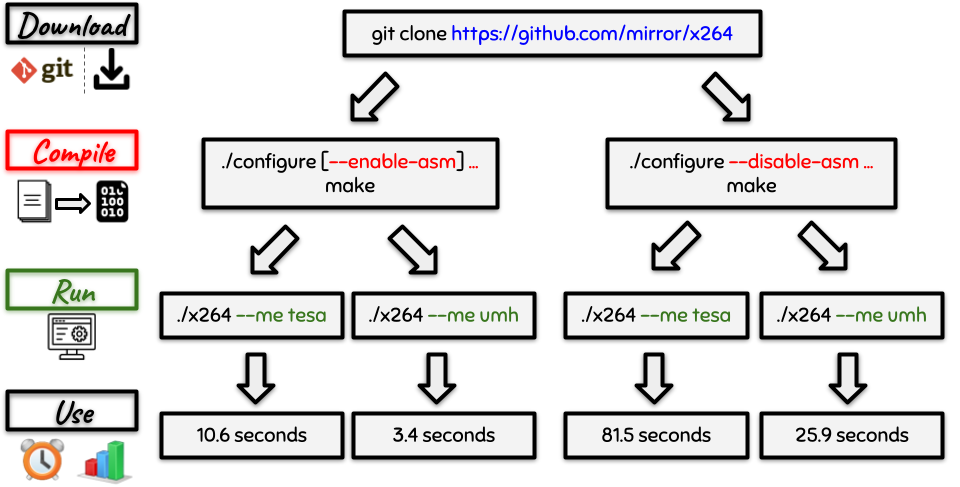 Download
git
git clone https://github.com/mirror/x264
Compile
010
100
010
./configure [--enable-asm] ...
make
./configure --disable-asm ...
make
Run
./x264 --me tesa
./x264 --me umh
./x264 --me tesa
./x264 --me umh
Use
10.6 seconds
3.4 seconds
81.5 seconds
25.9 seconds